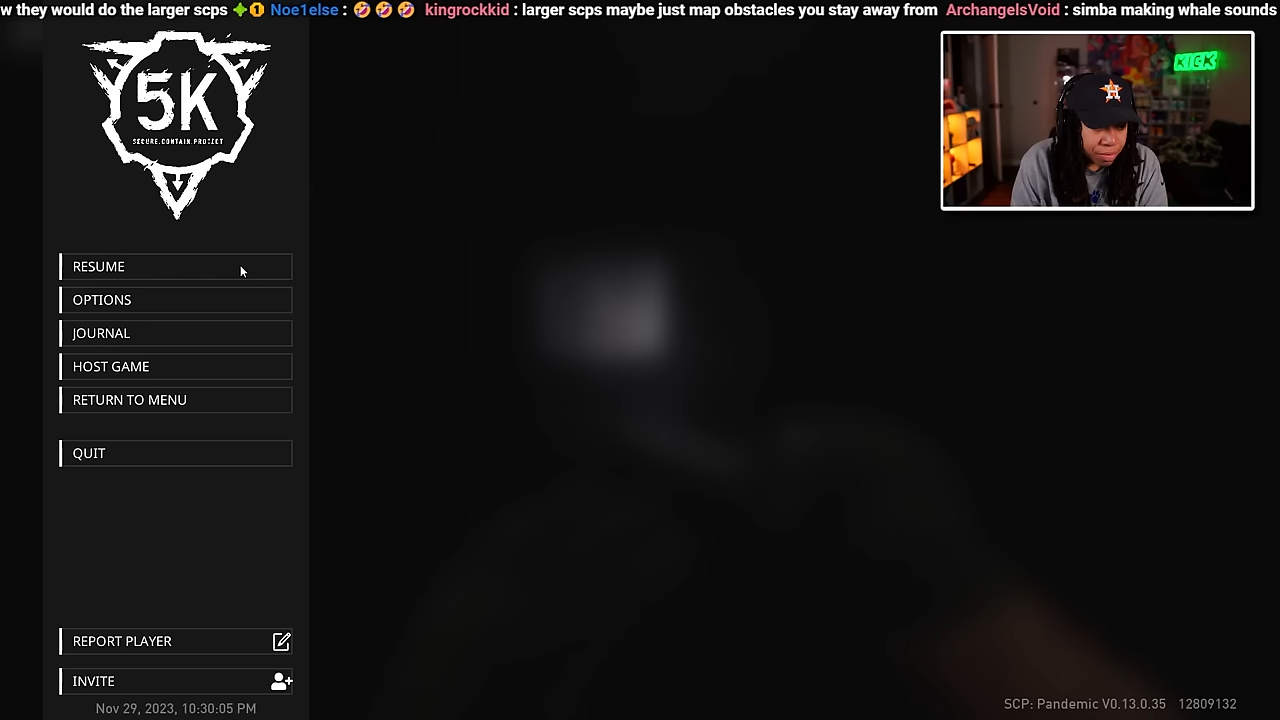 w they would do the larger scps 1 Noe1else : 🤣 🤣 🤣 kingrockkid : larger scps maybe just map obstacles you stay away from ArchangelsVoid : simba making whale sounds
5K
SECURE.CONTAIN.PROTECT
KICK
H
RESUME
OPTIONS
JOURNAL
HOST GAME
RETURN TO MENU
QUIT
REPORT PLAYER
INVITE
Nov 29, 2023, 10:30:05 PM
SCP: Pandemic V0.13.0.35 12809132